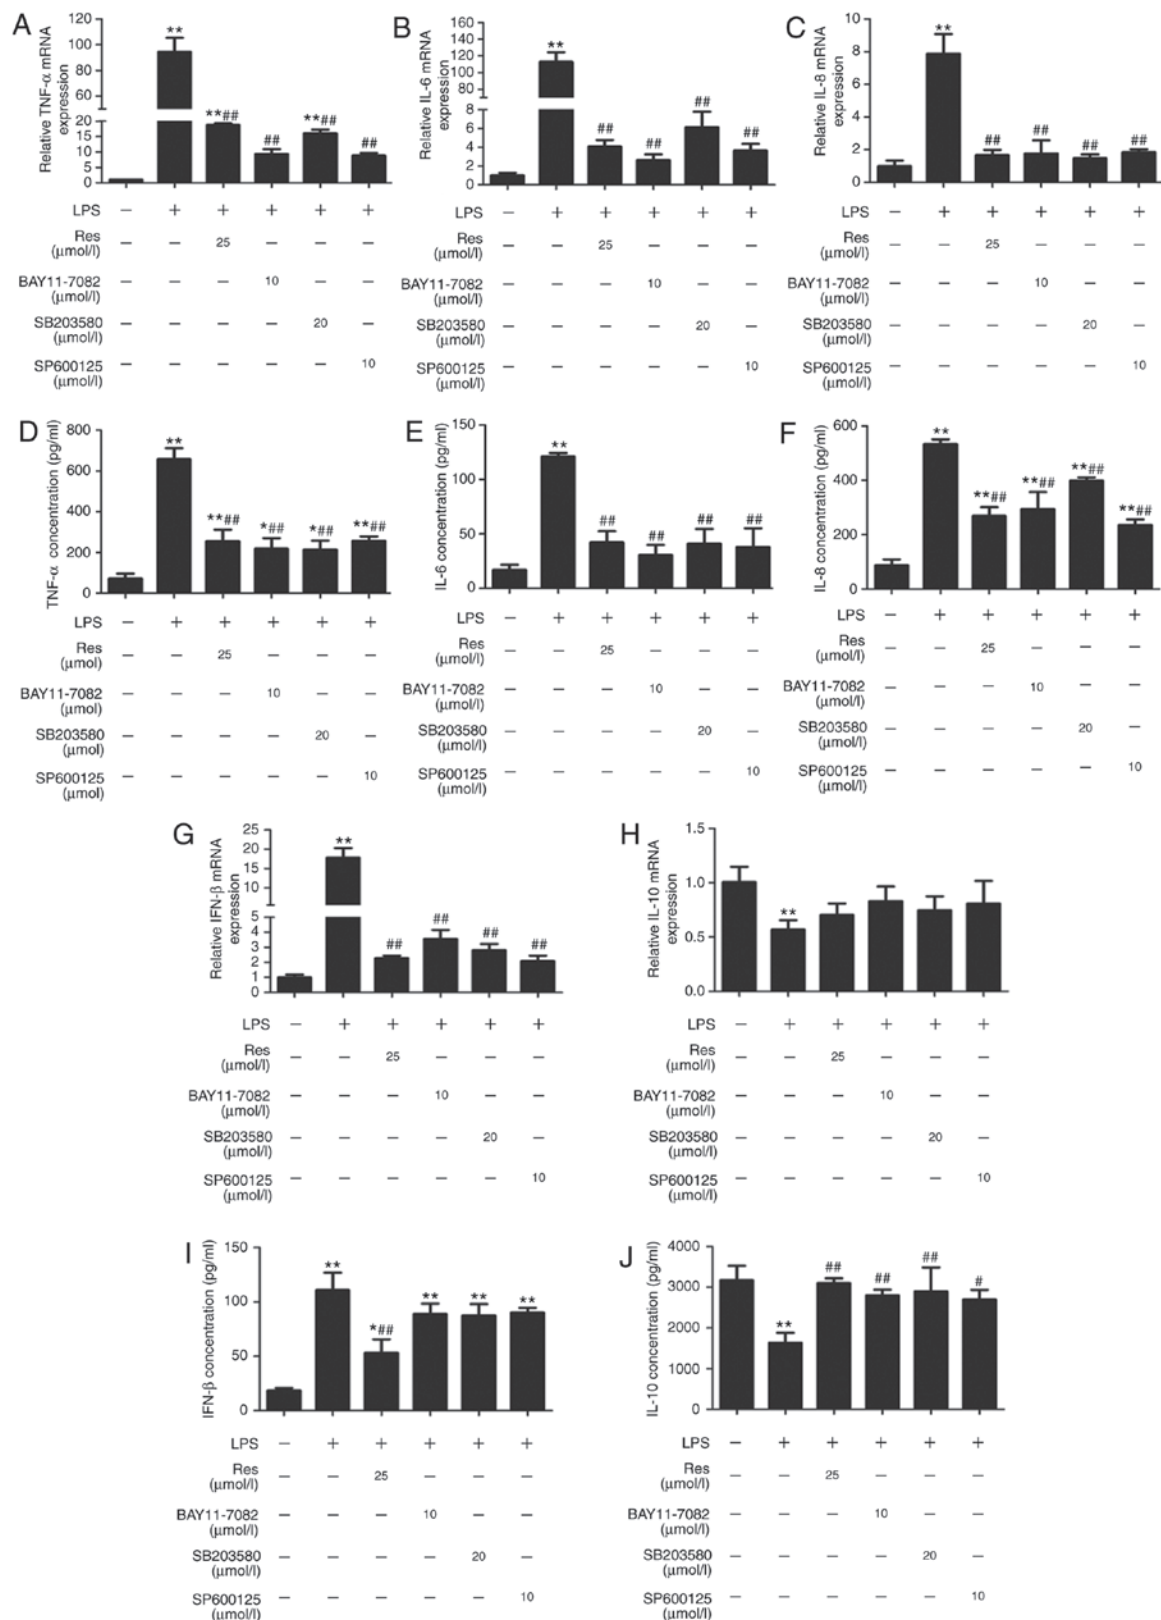 A
Relative TNF-α mRNA
expression
120
100
80
60
40
20
15
10
5
0
** **## ## **## ##
LPS – + + + + +
Res
(μmol/l) – – 25 – – –
BAY11-7082
(μmol/l) – – – 10 – –
SB203580
(μmol/l) – – – – 20 –
SP600125
(μmol/l) – – – – – 10
B
Relative IL-6 mRNA
expression
160
140
120
100
80
8
6
4
2
0
** ## ## ## ##
LPS – + + + + +
Res
(μmol/l) – – 25 – – –
BAY11-7082
(μmol/l) – – – 10 – –
SB203580
(μmol/l) – – – – 20 –
SP600125
(μmol/l) – – – – – 10
C
Relative IL-8 mRNA
expression
10
8
6
4
2
0
** ## ## ## ##
LPS – + + + + +
Res
(μmol/l) – – 25 – – –
BAY11-7082
(μmol/l) – – – 10 – –
SB203580
(μmol/l) – – – – 20 –
SP600125
(μmol/l) – – – – – 10
D
TNF-α concentration (pg/ml)
800
600
400
200
0
** **## *## *## **##
LPS – + + + + +
Res
(μmol) – – 25 – – –
BAY11-7082
(μmol) – – – 10 – –
SB203580
(μmol) – – – – 20 –
SP600125
(μmol) – – – – – 10
E
IL-6 concentration (pg/ml)
150
100
50
0
** ## ## ## ##
LPS – + + + + +
Res
(μmol/l) – – 25 – – –
BAY11-7082
(μmol/l) – – – 10 – –
SB203580
(μmol/l) – – – – 20 –
SP600125
(μmol/l) – – – – – 10
F
IL-8 concentration (pg/ml)
600
400
200
0
** **## **## **## **##
LPS – + + + + +
Res
(μmol/l) – – 25 – – –
BAY11-7082
(μmol/l) – – – 10 – –
SB203580
(μmol/l) – – – – 20 –
SP600125
(μmol/l) – – – – – 10
G
Relative IFN-β mRNA
expression
25
20
15
10
5
4
3
2
1
0
** ## ## ## ##
LPS – + + + + +
Res
(μmol/l) – – 25 – – –
BAY11-7082
(μmol/l) – – – 10 – –
SB203580
(μmol/l) – – – – 20 –
SP600125
(μmol/l) – – – – – 10
H
Relative IL-10 mRNA
expression
1.5
1.0
0.5
0.0
**
LPS – + + + + +
Res
(μmol/l) – – 25 – – –
BAY11-7082
(μmol/l) – – – 10 – –
SB203580
(μmol/l) – – – – 20 –
SP600125
(μmol/l) – – – – – 10
I
IFN-β concentration (pg/ml)
150
100
50
0
** *## ** ** **
LPS – + + + + +
Res
(μmol/l) – – 25 – – –
BAY11-7082
(μmol/l) – – – 10 – –
SB203580
(μmol/l) – – – – 20 –
SP600125
(μmol/l) – – – – – 10
J
IL-10 concentration (pg/ml)
4000
3000
2000
1000
0
** ## ## ## #
LPS – + + + + +
Res
(μmol/l) – – 25 – – –
BAY11-7082
(μmol/l) – – – 10 – –
SB203580
(μmol/l) – – – – 20 –
SP600125
(μmol/l) – – – – – 10